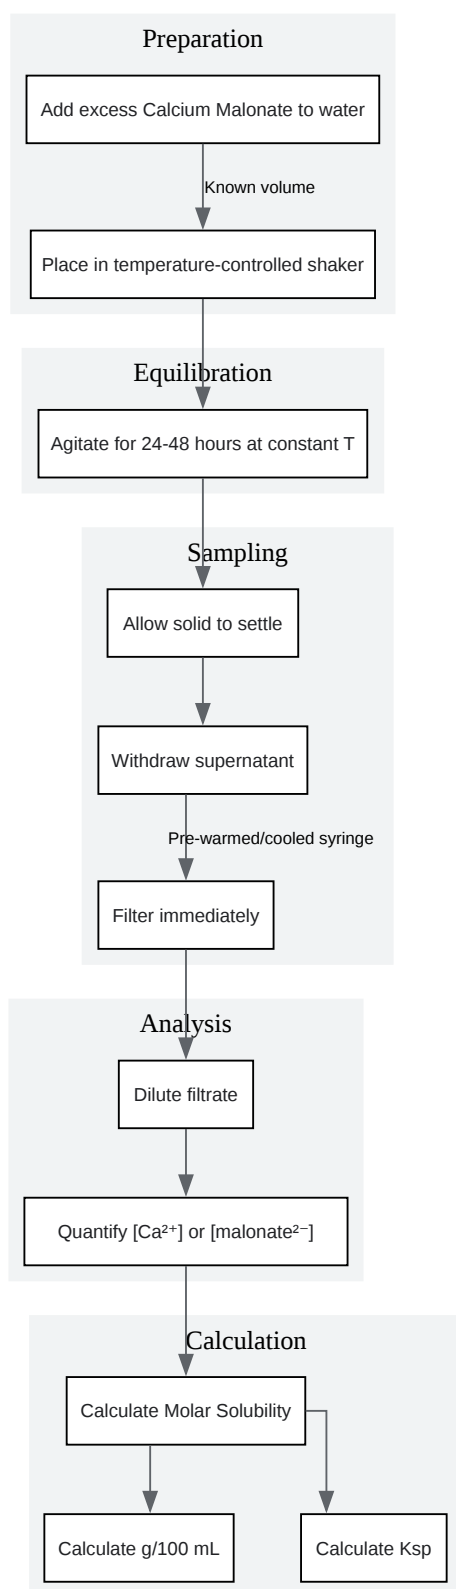 Preparation
Add excess Calcium Malonate to water
Known volume
Place in temperature-controlled shaker
Equilibration
Agitate for 24-48 hours at constant T
Sampling
Allow solid to settle
Withdraw supernatant
Pre-warmed/cooled syringe
Filter immediately
Analysis
Dilute filtrate
Quantify [Ca²⁺] or [malonate²⁻]
Calculation
Calculate Molar Solubility
Calculate g/100 mL
Calculate Ksp